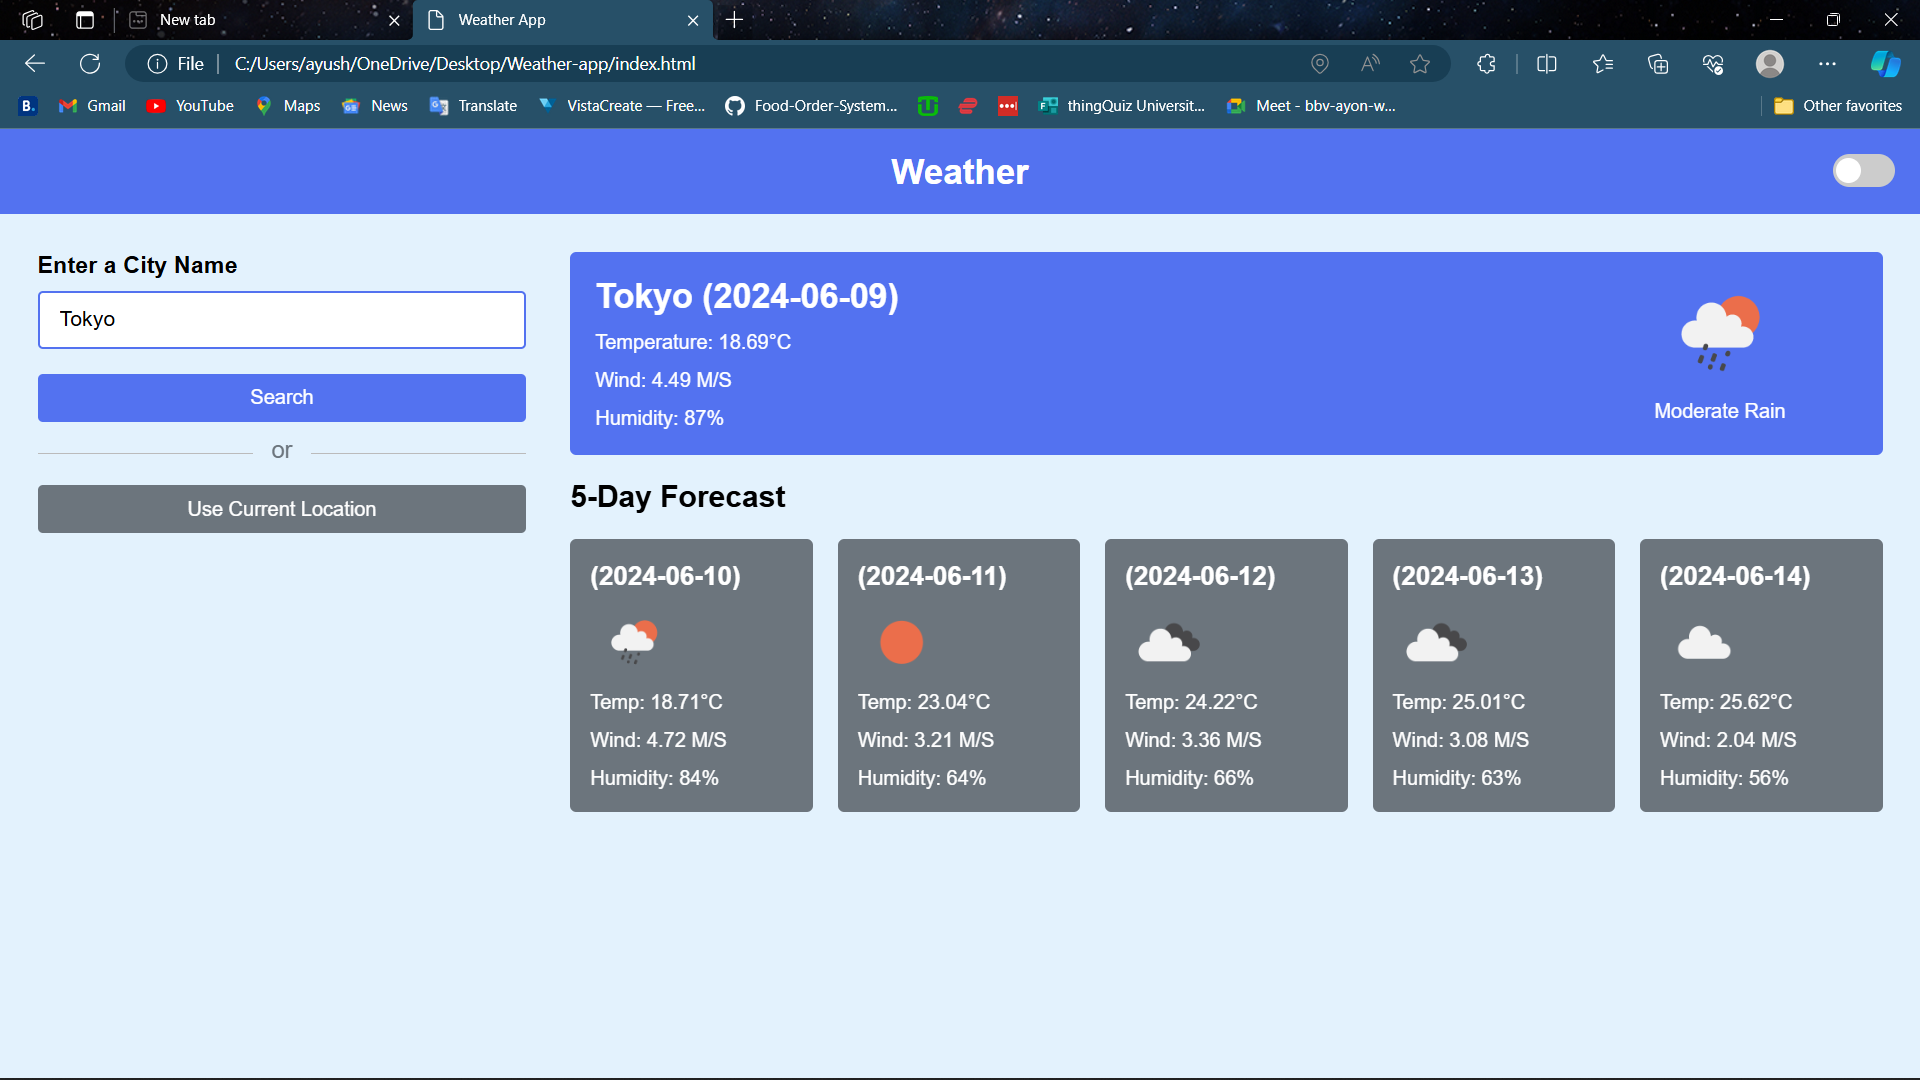 New tab
Weather App
File
C:/Users/ayush/OneDrive/Desktop/Weather-app/index.html
B. Gmail YouTube Maps News Translate VistaCreate — Free... Food-Order-System... thingQuiz Universit... Meet - bbv-ayon-w... Other favorites
Weather
Enter a City Name
Tokyo
Search
or
Use Current Location
Tokyo (2024-06-09)
Temperature: 18.69°C
Wind: 4.49 M/S
Humidity: 87%
Moderate Rain
5-Day Forecast
(2024-06-10)
Temp: 18.71°C
Wind: 4.72 M/S
Humidity: 84%
(2024-06-11)
Temp: 23.04°C
Wind: 3.21 M/S
Humidity: 64%
(2024-06-12)
Temp: 24.22°C
Wind: 3.36 M/S
Humidity: 66%
(2024-06-13)
Temp: 25.01°C
Wind: 3.08 M/S
Humidity: 63%
(2024-06-14)
Temp: 25.62°C
Wind: 2.04 M/S
Humidity: 56%